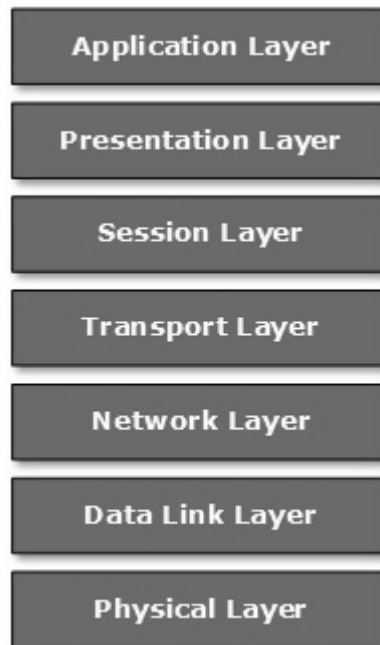 Application Layer
Presentation Layer
Session Layer
Transport Layer
Network Layer
Data Link Layer
Physical Layer